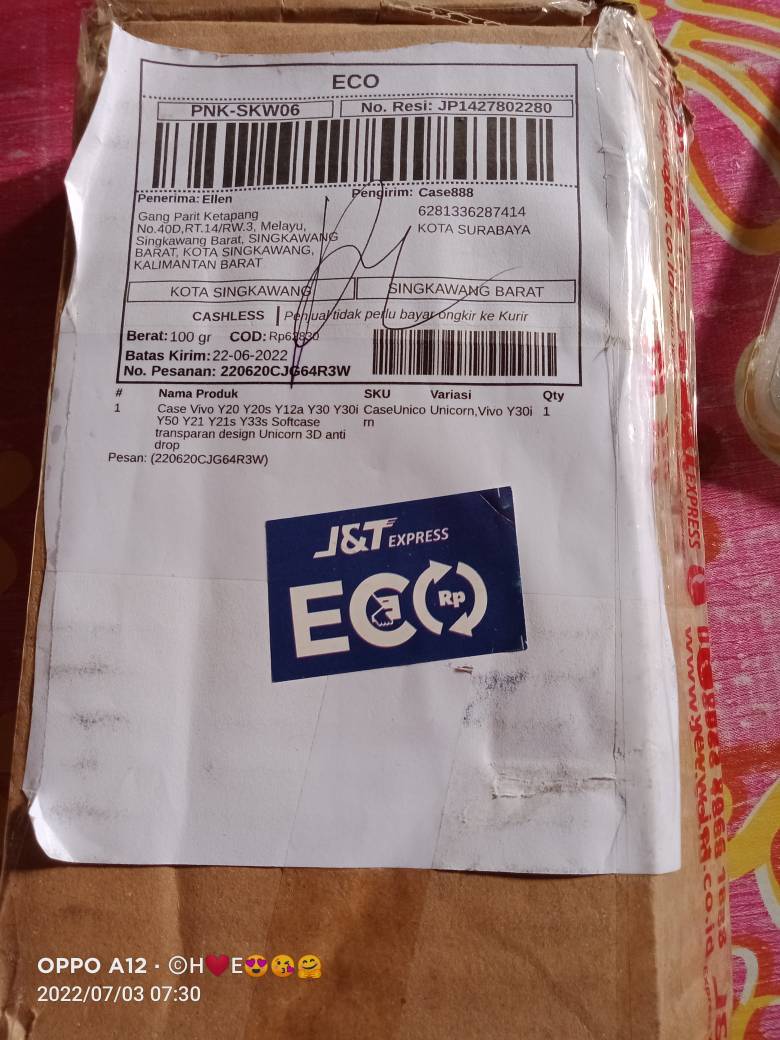 ECO
PNK-SKW06
No. Resi: JP1427802280
Penerima: Ellen
Pengirim: Case888
Gang Parit Ketapang
No.40D,RT.14/RW.3, Melayu,
Singkawang Barat, SINGKAWANG
BARAT, KOTA SINGKAWANG,
KALIMANTAN BARAT
6281336287414
KOTA SURABAYA
KOTA SINGKAWANG
SINGKAWANG BARAT
CASHLESS
Penjual tidak perlu bayar ongkir ke Kurir
Berat: 100 gr COD:
Batas Kirim: 22-06-2022
No. Pesanan: 220620CJG64R3W
# Nama Produk SKU Variasi Qty
1 Case Vivo Y20 Y20s Y12a Y30 Y30i CaseUnico Unicorn,Vivo Y30i 1
Y50 Y21 Y21s Y33s Softcase rn
transparan design Unicorn 3D anti
drop
Pesan: (220620CJG64R3W)
J&T EXPRESS
ECO
Rp
EXPRESS
OPPO A12 · ©H❤️E😍😘🤗
2022/07/03 07:30